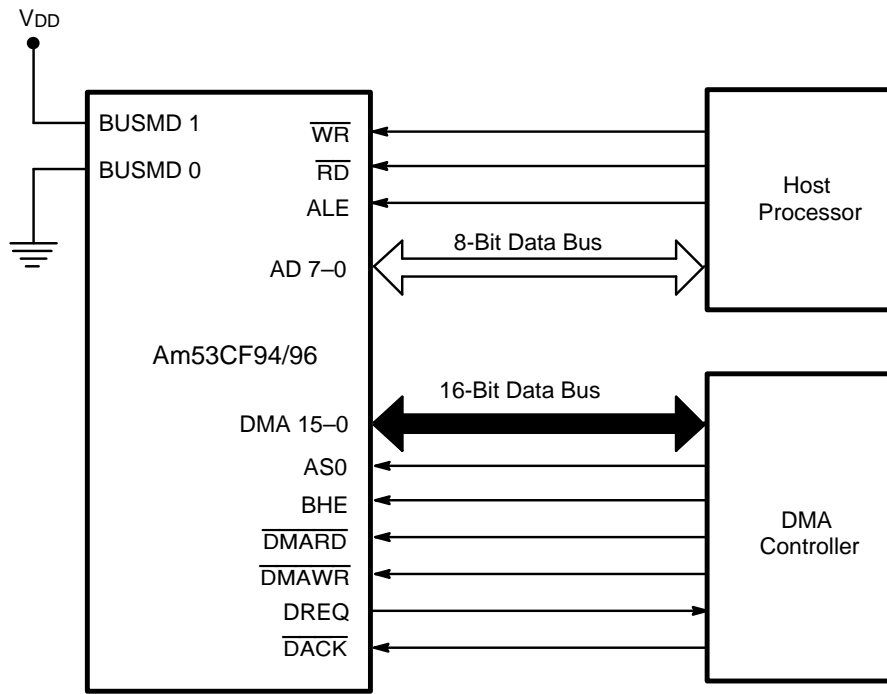 VDD
BUSMD 1
BUSMD 0
WR
RD
ALE
AD 7–0
8-Bit Data Bus
Host
Processor
Am53CF94/96
16-Bit Data Bus
DMA 15–0
AS0
BHE
DMARD
DMAWR
DREQ
DACK
DMA
Controller